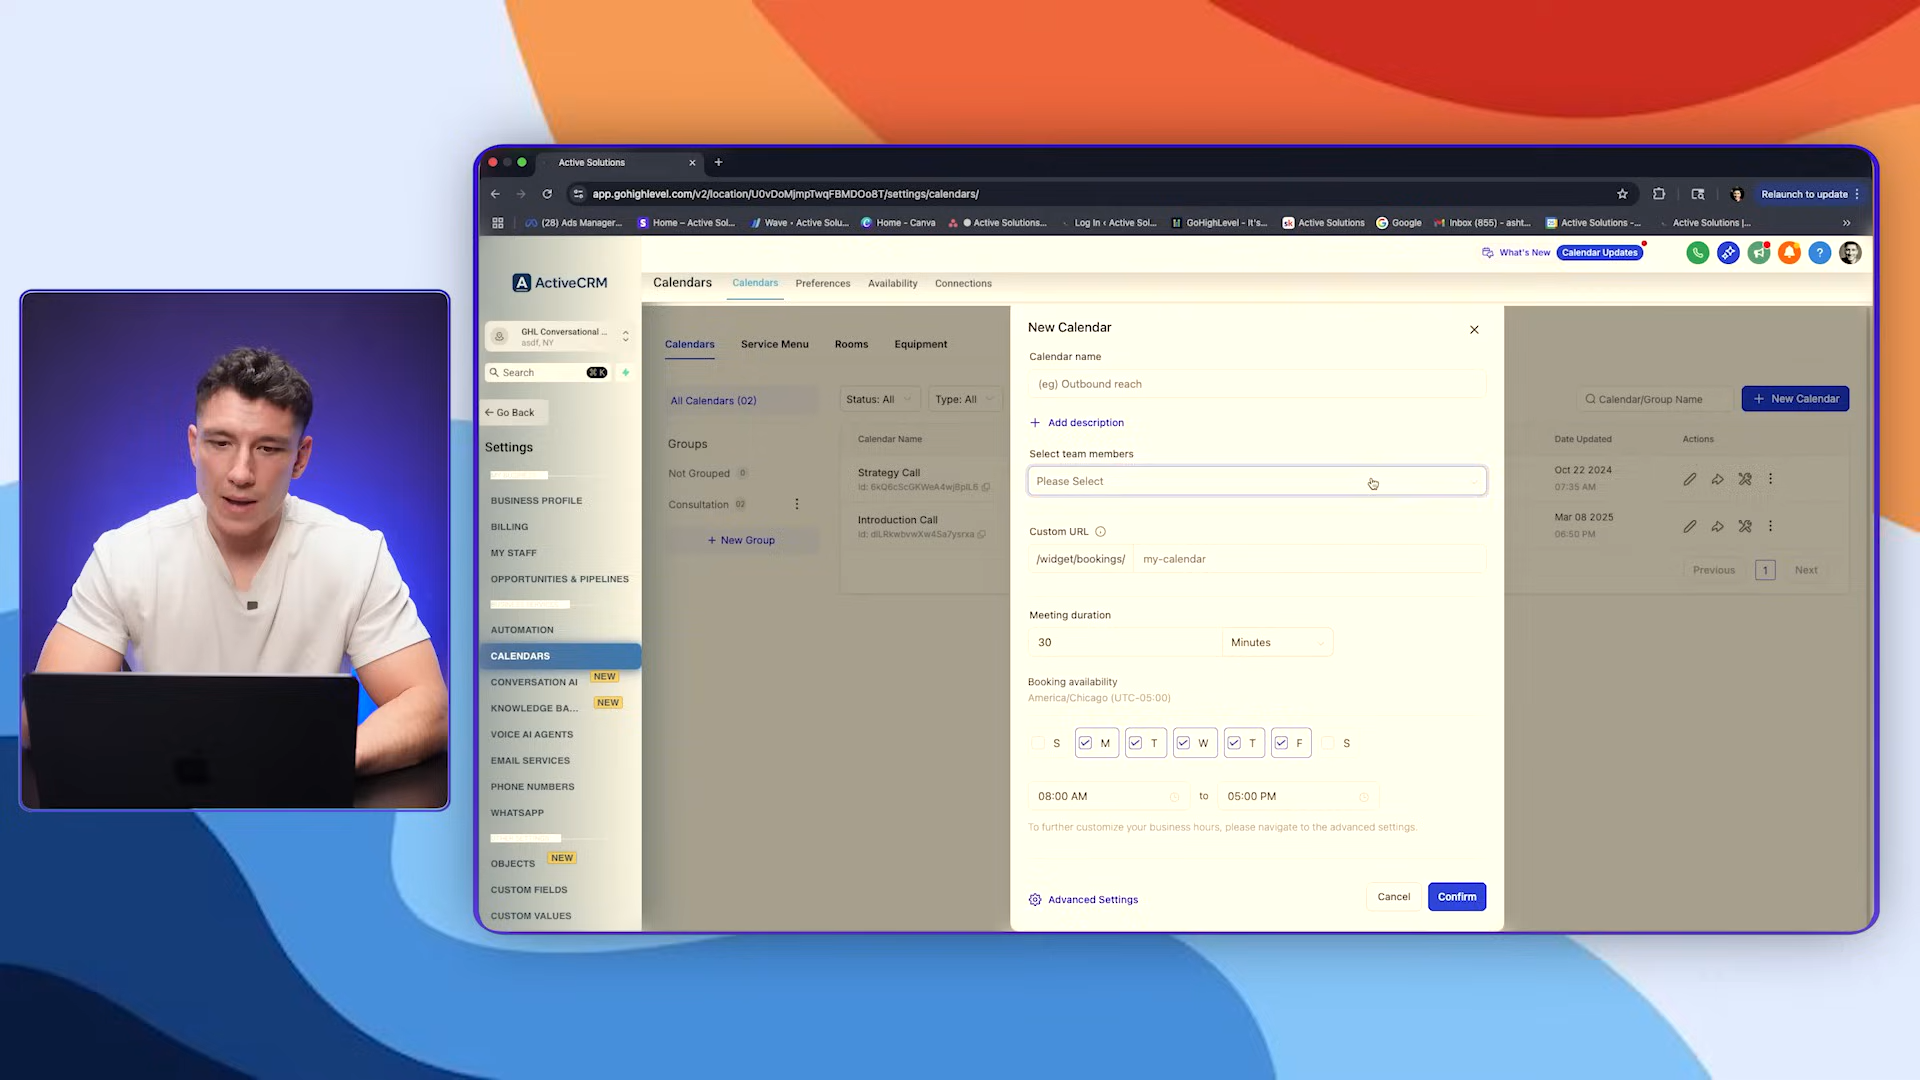 Active Solutions
app.gohighlevel.com/v2/location/U0vDoMjmpTwqFBMDOo8T/settings/calendars/
Relaunch to update
(28) Ads Manager...
Home – Active Sol...
Wave • Active Solu...
Home - Canva
Active Solutions...
Log In ‹ Active Sol...
GoHighLevel - It's...
Active Solutions
Google
Inbox (855) - asht...
Active Solutions -...
Active Solutions |...
What's New
Calendar Updates
ActiveCRM
Calendars
Calendars
Preferences
Availability
Connections
GHL Conversational ...
asdf, NY
Search
⌘ K
Go Back
Settings
BUSINESS PROFILE
BILLING
MY STAFF
OPPORTUNITIES & PIPELINES
AUTOMATION
CALENDARS
CONVERSATION AI
NEW
KNOWLEDGE BA...
NEW
VOICE AI AGENTS
EMAIL SERVICES
PHONE NUMBERS
WHATSAPP
OBJECTS
NEW
CUSTOM FIELDS
CUSTOM VALUES
Calendars
Service Menu
Rooms
Equipment
All Calendars (02)
Groups
Not Grouped 0
Consultation 02
+ New Group
Status: All
Type: All
Calendar Name
Strategy Call
Id: 6kQ6cScGKWeA4wjBplL6
Introduction Call
New Calendar
Calendar name
(eg) Outbound reach
+ Add description
Select team members
Please Select
Custom URL
/widget/bookings/
my-calendar
Meeting duration
30
Minutes
Booking availability
America/Chicago (UTC-05:00)
S
M
T
W
T
F
S
08:00 AM
to
05:00 PM
To further customize your business hours, please navigate to the advanced settings.
Advanced Settings
Cancel
Confirm
Calendar/Group Name
+ New Calendar
Date Updated
Actions
Oct 22 2024
07:35 AM
Mar 08 2025
06:50 PM
Previous
1
Next